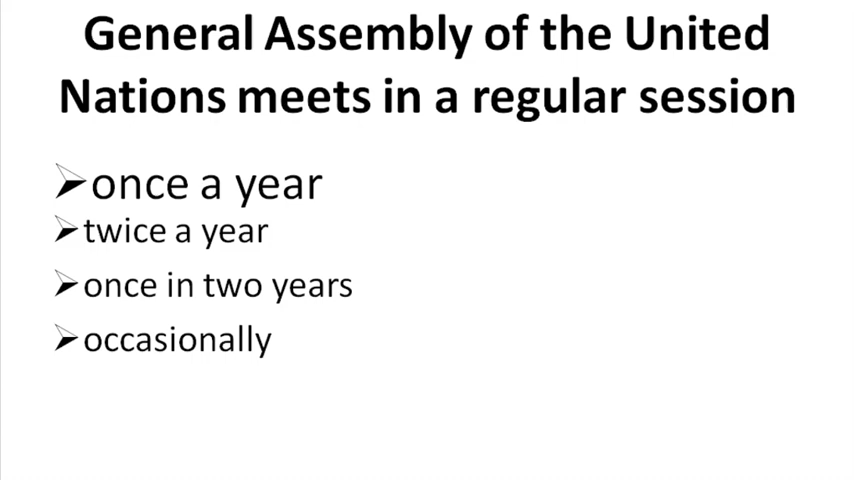 General Assembly of the United
Nations meets in a regular session
➢once a year
➢twice a year
➢once in two years
➢occasionally